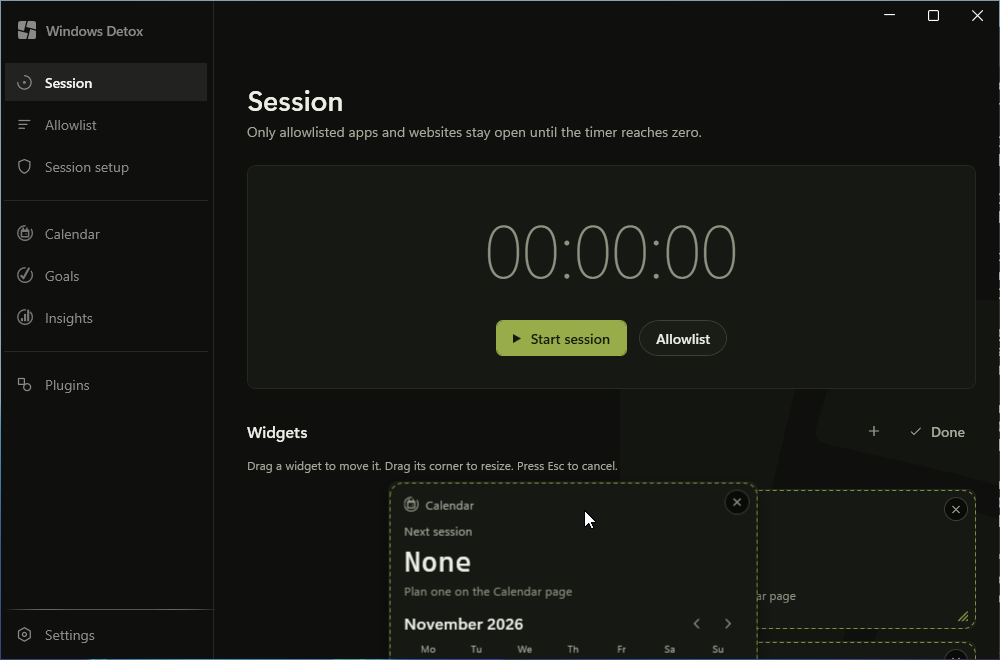 Windows Detox
Session
Allowlist
Session setup
Calendar
Goals
Insights
Plugins
Settings
Session
Only allowlisted apps and websites stay open until the timer reaches zero.
00:00:00
Start session
Allowlist
Widgets
Done
Drag a widget to move it. Drag its corner to resize. Press Esc to cancel.
Calendar
Next session
None
Plan one on the Calendar page
November 2026
Mo Tu We Th Fr Sa Su
page